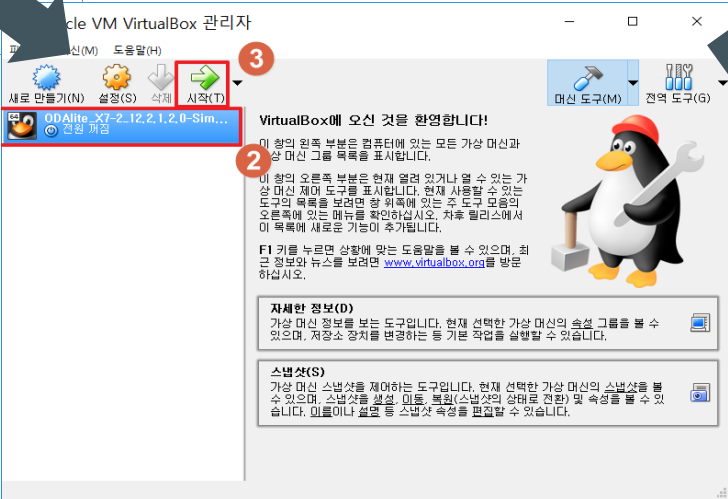 cle VM VirtualBox 관리자
신(M) 도움말(H)
3
새로 만들기(N) 설정(S) 삭제 시작(T) 머신 도구(M) 전역 도구(G)
64 ODAlite_X7-2_12,2,1,2,0-Sim...
전원 꺼짐
2
VirtualBox에 오신 것을 환영합니다!
이 창의 왼쪽 부분은 컴퓨터에 있는 모든 가상 머신과
상 머신 그룹 목록을 표시합니다.
이 창의 오른쪽 부분은 현재 열려 있거나 열 수 있는 가
상 머신 제어 도구를 표시합니다. 현재 사용할 수 있는
도구의 목록을 보려면 창 위쪽에 있는 주 도구 모음의
오른쪽에 있는 메뉴를 확인하십시오. 차후 릴리스에서
이 목록에 새로운 기능이 추가됩니다.
F1 키를 누르면 상황에 맞는 도움말을 볼 수 있으며, 최
근 정보와 뉴스를 보려면 www.virtualbox.org를 방문
하십시오.
자세한 정보(D)
가상 머신 정보를 보는 도구입니다. 현재 선택한 가상 머신의 속성 그룹을 볼 수
있으며, 저장소 장치를 변경하는 등 기본 작업을 실행할 수 있습니다.
스냅샷(S)
가상 머신 스냅샷을 제어하는 도구입니다. 현재 선택한 가상 머신의 스냅샷을 볼
수 있으며, 스냅샷을 생성, 이동, 복원(스냅샷의 상태로 전환) 및 속성을 볼 수 있
습니다. 이름이나 설명 등 스냅샷 속성을 편집할 수 있습니다.